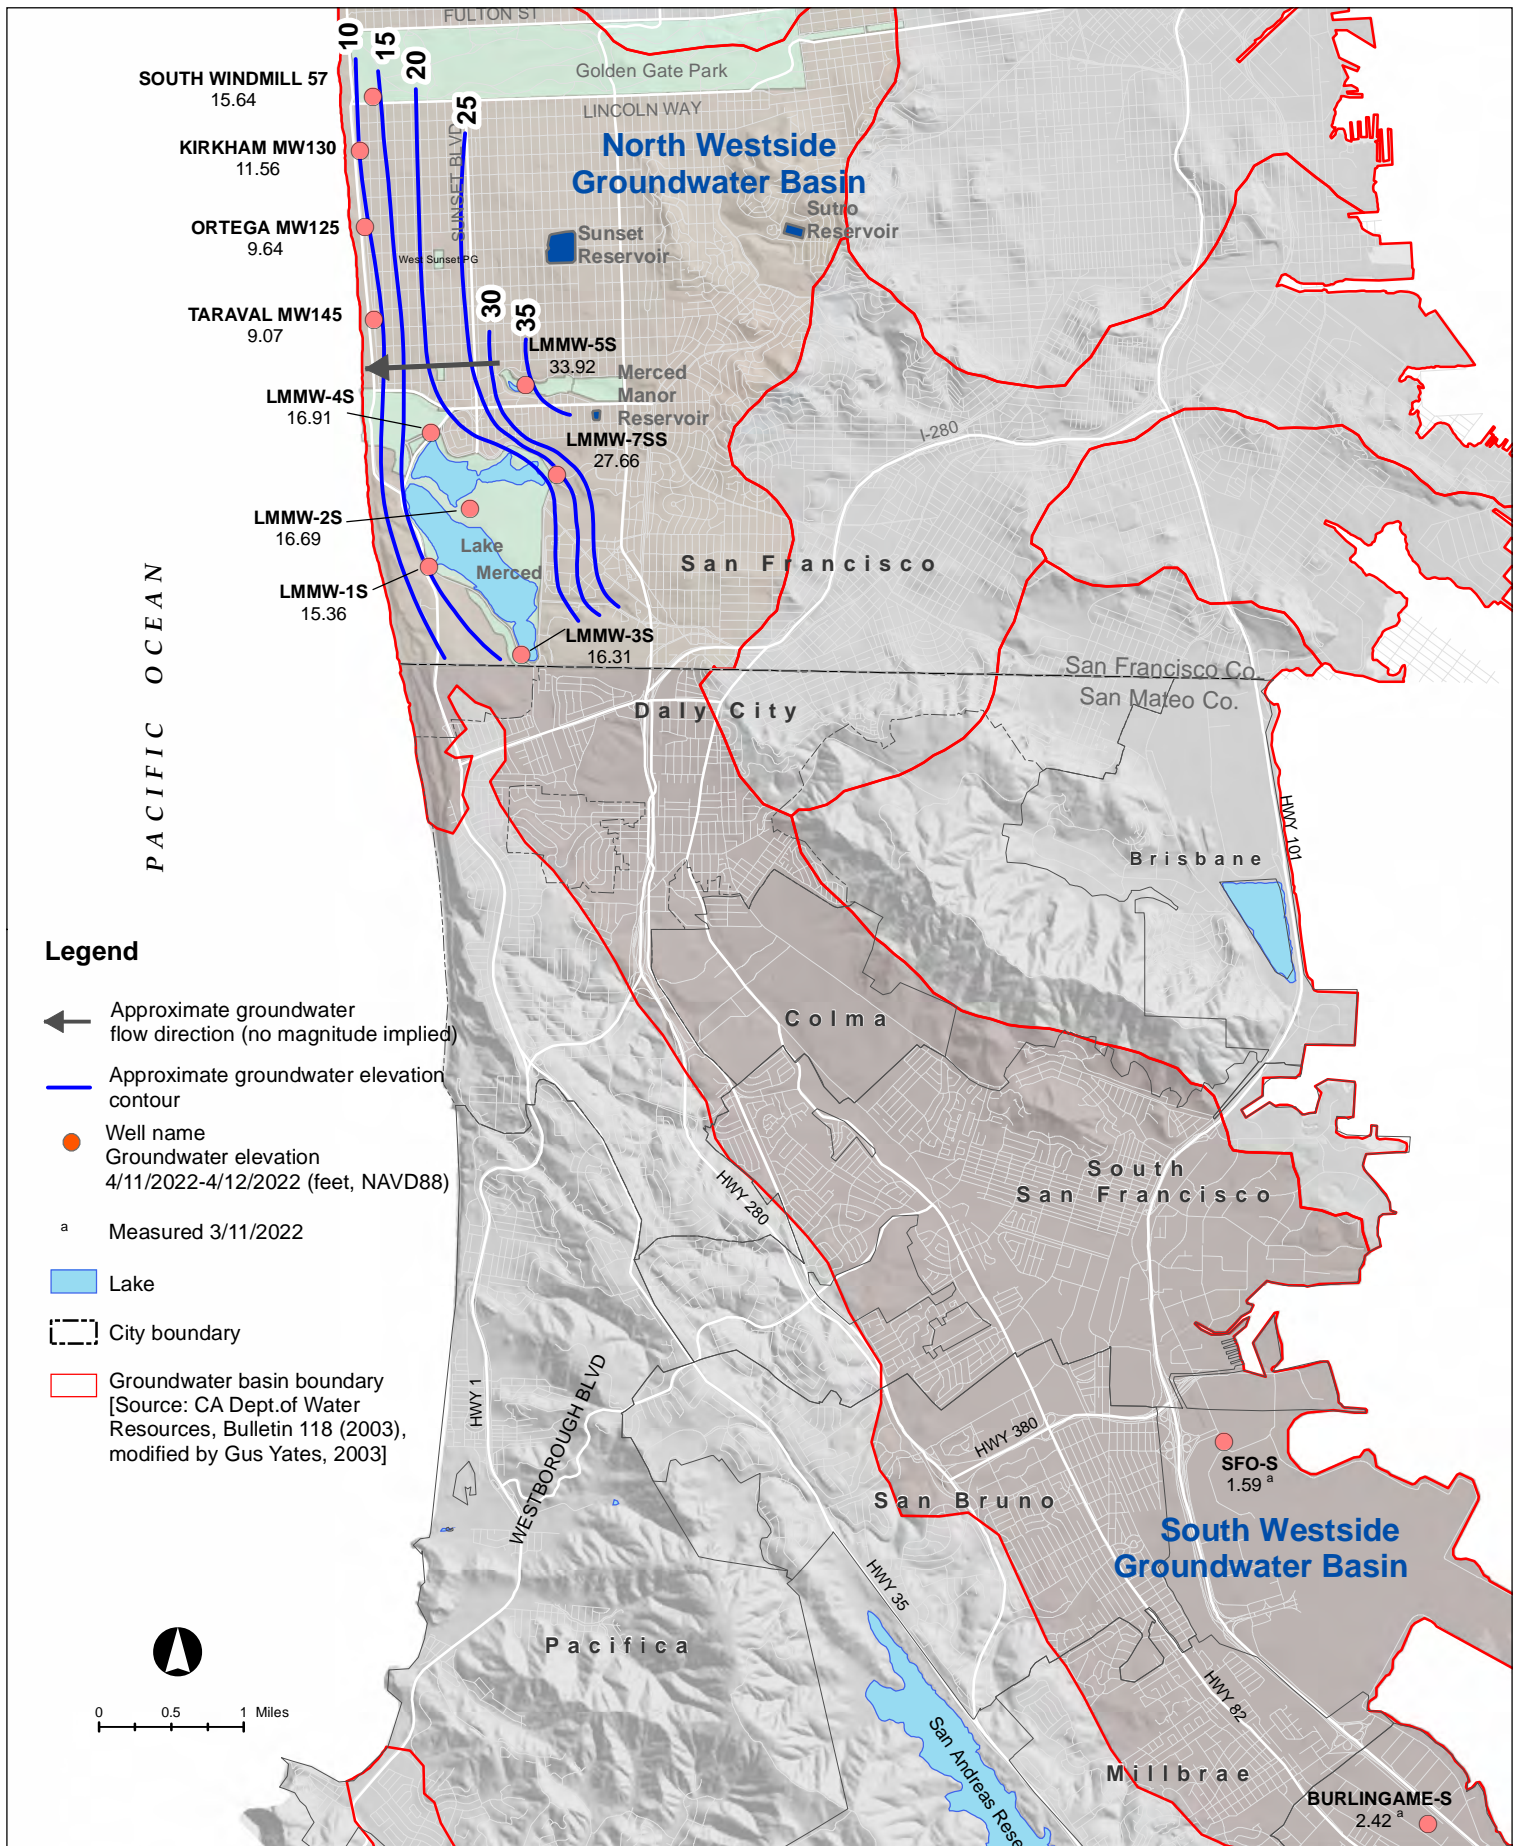 FULTON ST
10
15
20
25
SOUTH WINDMILL 57
15.64
Golden Gate Park
LINCOLN WAY
SUNSET BLVD
North Westside
Groundwater Basin
KIRKHAM MW130
11.56
ORTEGA MW125
9.64
Sutro
Reservoir
Sunset
Reservoir
West Sunset PG
30
35
TARAVAL MW145
9.07
LMMW-5S
33.92
Merced
Manor
Reservoir
LMMW-4S
16.91
I-280
LMMW-7SS
27.66
LMMW-2S
16.69
Lake
Merced
San Francisco
LMMW-1S
15.36
LMMW-3S
16.31
PACIFIC OCEAN
San Francisco Co.
San Mateo Co.
Daly City
HWY 101
Brisbane
Legend
Approximate groundwater
flow direction (no magnitude implied)
Approximate groundwater elevation
contour
Well name
Groundwater elevation
4/11/2022-4/12/2022 (feet, NAVD88)
a Measured 3/11/2022
Lake
City boundary
Groundwater basin boundary
[Source: CA Dept.of Water
Resources, Bulletin 118 (2003),
modified by Gus Yates, 2003]
Colma
South
San Francisco
HWY 280
HWY 1
WESTBOROUGH BLVD
HWY 380
SFO-S
1.59 a
San Bruno
South Westside
Groundwater Basin
HWY 35
Pacifica
HWY 82
San Andreas Rese
Millbrae
BURLINGAME-S
2.42 a
0 0.5 1 Miles